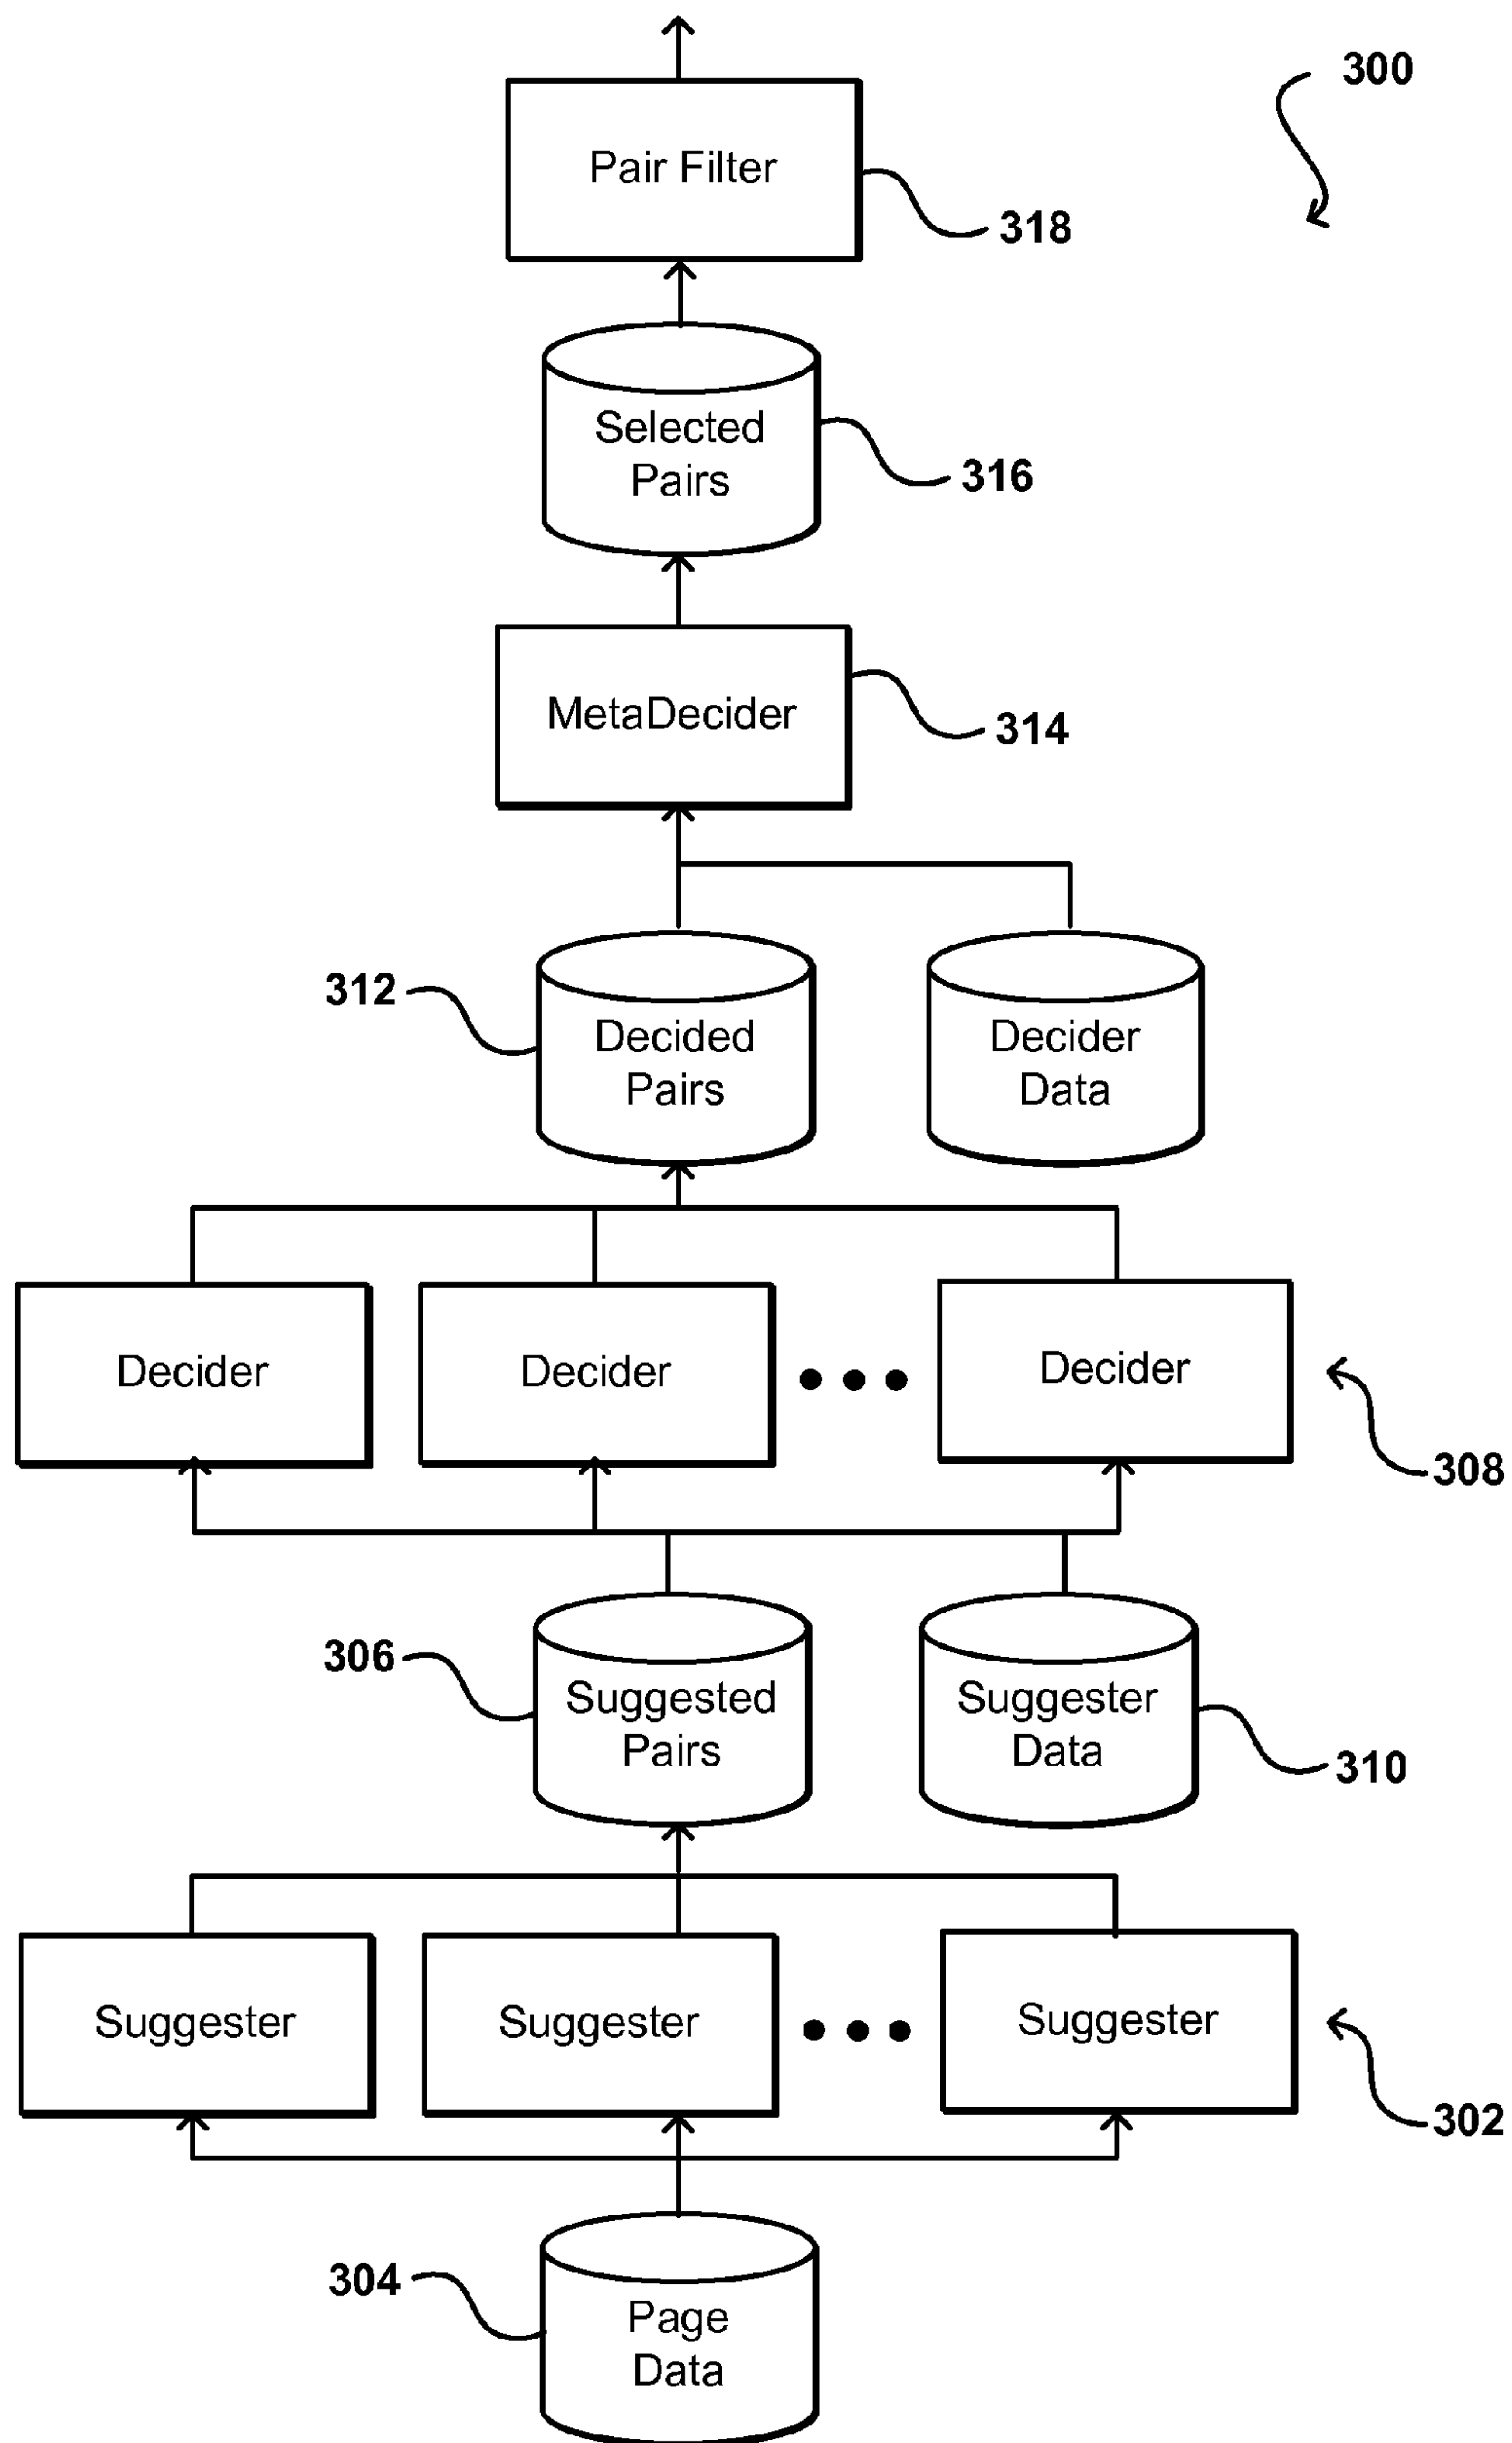 300
Pair Filter
318
Selected
Pairs
316
MetaDecider
314
312
Decided
Pairs
Decider
Data
Decider
Decider
Decider
308
306
Suggested
Pairs
Suggester
Data
310
Suggester
Suggester
Suggester
302
304
Page
Data